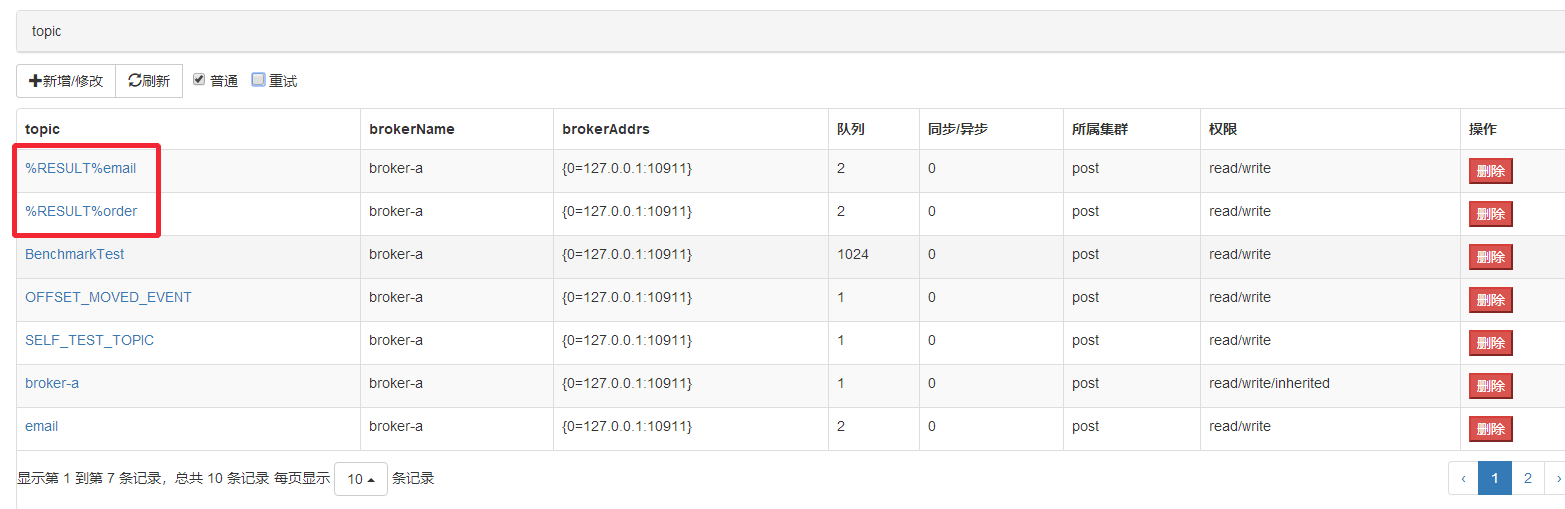 topic
新增/修改 刷新 普通 重试
topic brokerName brokerAddrs 队列 同步/异步 所属集群 权限 操作
%RESULT%email broker-a {0=127.0.0.1:10911} 2 0 post read/write 删除
%RESULT%order broker-a {0=127.0.0.1:10911} 2 0 post read/write 删除
BenchmarkTest broker-a {0=127.0.0.1:10911} 1024 0 post read/write 删除
OFFSET_MOVED_EVENT broker-a {0=127.0.0.1:10911} 1 0 post read/write 删除
SELF_TEST_TOPIC broker-a {0=127.0.0.1:10911} 1 0 post read/write 删除
broker-a broker-a {0=127.0.0.1:10911} 1 0 post read/write/inherited 删除
email broker-a {0=127.0.0.1:10911} 2 0 post read/write 删除
显示第 1 到第 7 条记录，总共 10 条记录 每页显示 10 条记录 ‹ 1 2 ›